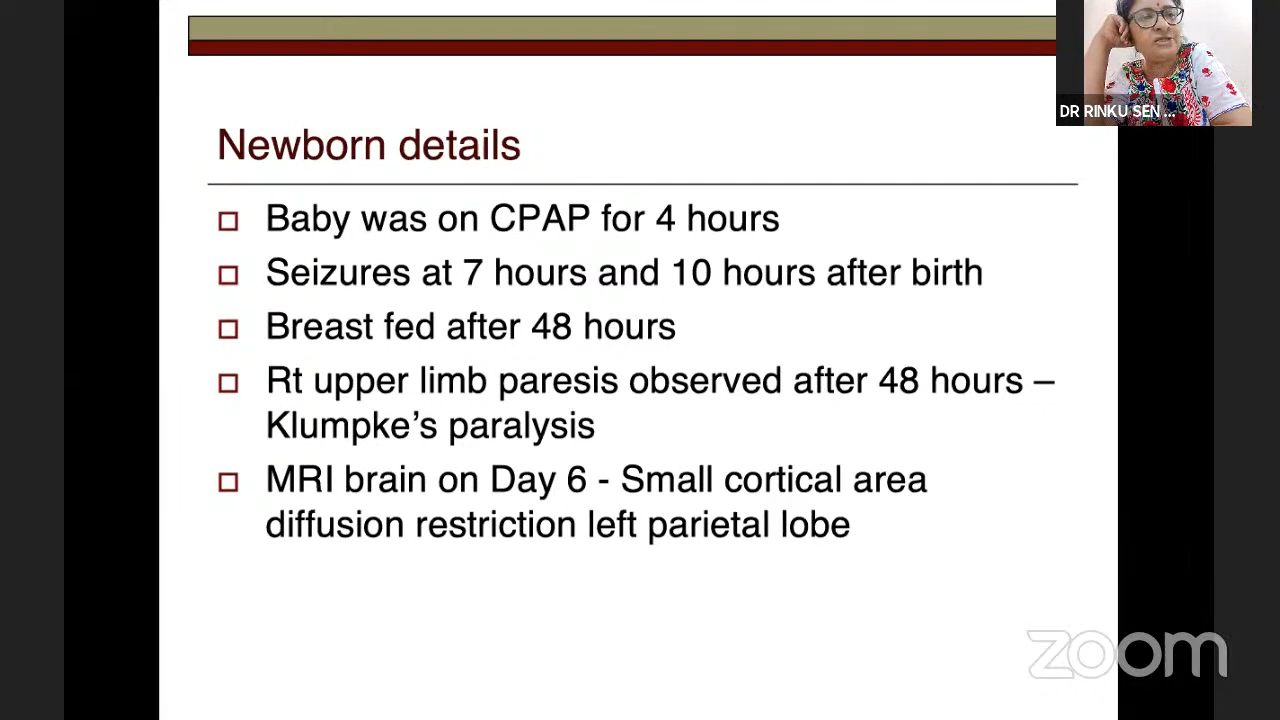 DR RINKU SEN ...
Newborn details
Baby was on CPAP for 4 hours
Seizures at 7 hours and 10 hours after birth
Breast fed after 48 hours
Rt upper limb paresis observed after 48 hours –
Klumpke’s paralysis
MRI brain on Day 6 - Small cortical area
diffusion restriction left parietal lobe
zoom